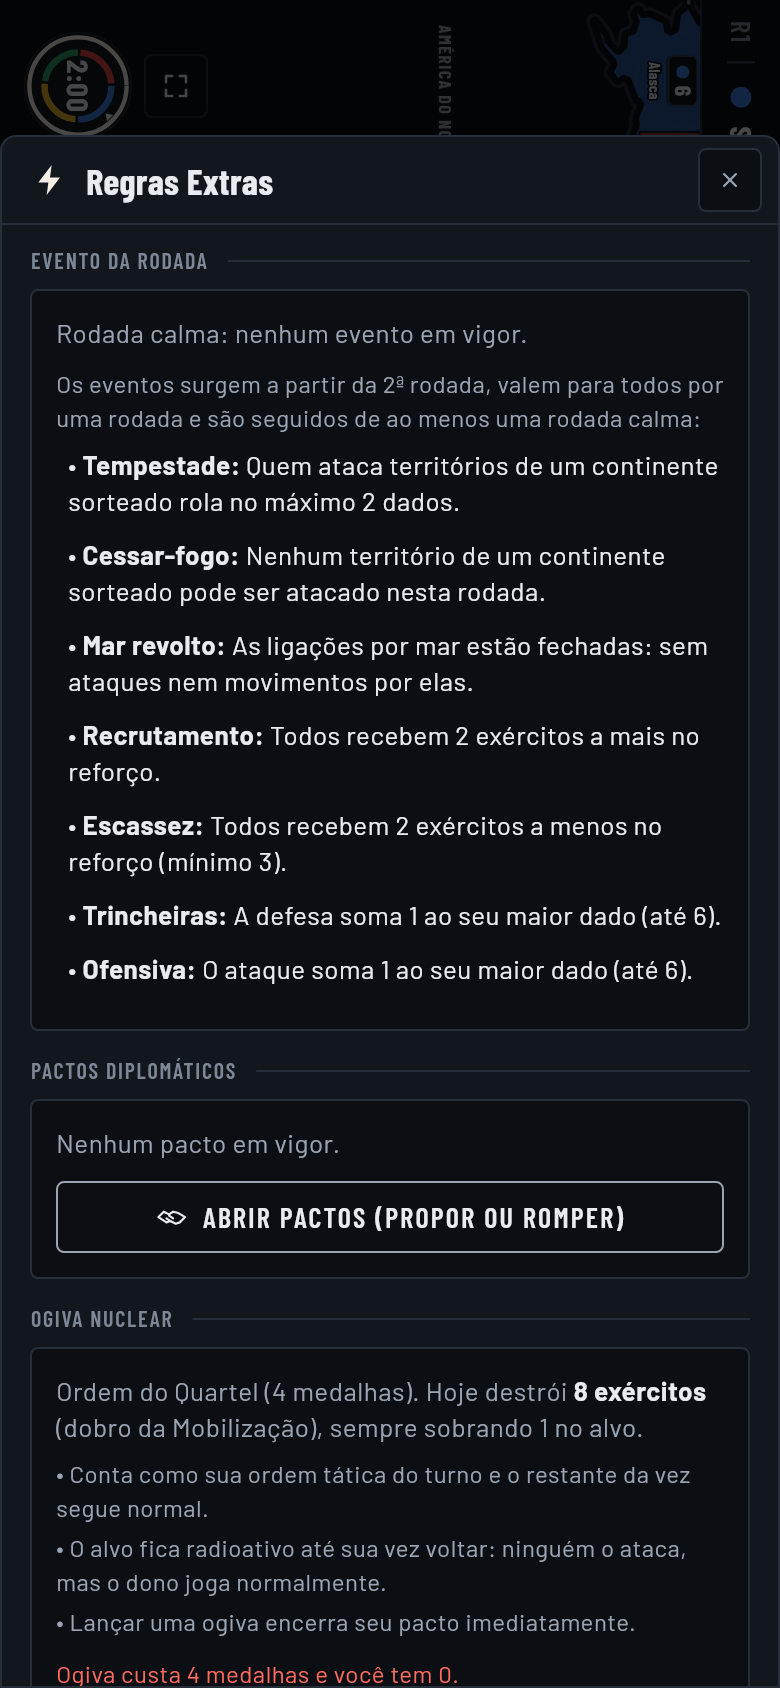 2:00
AMÉRICA DO NO
Alasca
6
R1
S
Regras Extras
EVENTO DA RODADA
Rodada calma: nenhum evento em vigor.
Os eventos surgem a partir da 2ª rodada, valem para todos por
uma rodada e são seguidos de ao menos uma rodada calma:
• Tempestade: Quem ataca territórios de um continente
sorteado rola no máximo 2 dados.
• Cessar-fogo: Nenhum território de um continente
sorteado pode ser atacado nesta rodada.
• Mar revolto: As ligações por mar estão fechadas: sem
ataques nem movimentos por elas.
• Recrutamento: Todos recebem 2 exércitos a mais no
reforço.
• Escassez: Todos recebem 2 exércitos a menos no
reforço (mínimo 3).
• Trincheiras: A defesa soma 1 ao seu maior dado (até 6).
• Ofensiva: O ataque soma 1 ao seu maior dado (até 6).
PACTOS DIPLOMÁTICOS
Nenhum pacto em vigor.
ABRIR PACTOS (PROPOR OU ROMPER)
OGIVA NUCLEAR
Ordem do Quartel (4 medalhas). Hoje destrói 8 exércitos
(dobro da Mobilização), sempre sobrando 1 no alvo.
• Conta como sua ordem tática do turno e o restante da vez
segue normal.
• O alvo fica radioativo até sua vez voltar: ninguém o ataca,
mas o dono joga normalmente.
• Lançar uma ogiva encerra seu pacto imediatamente.
Ogiva custa 4 medalhas e você tem 0.